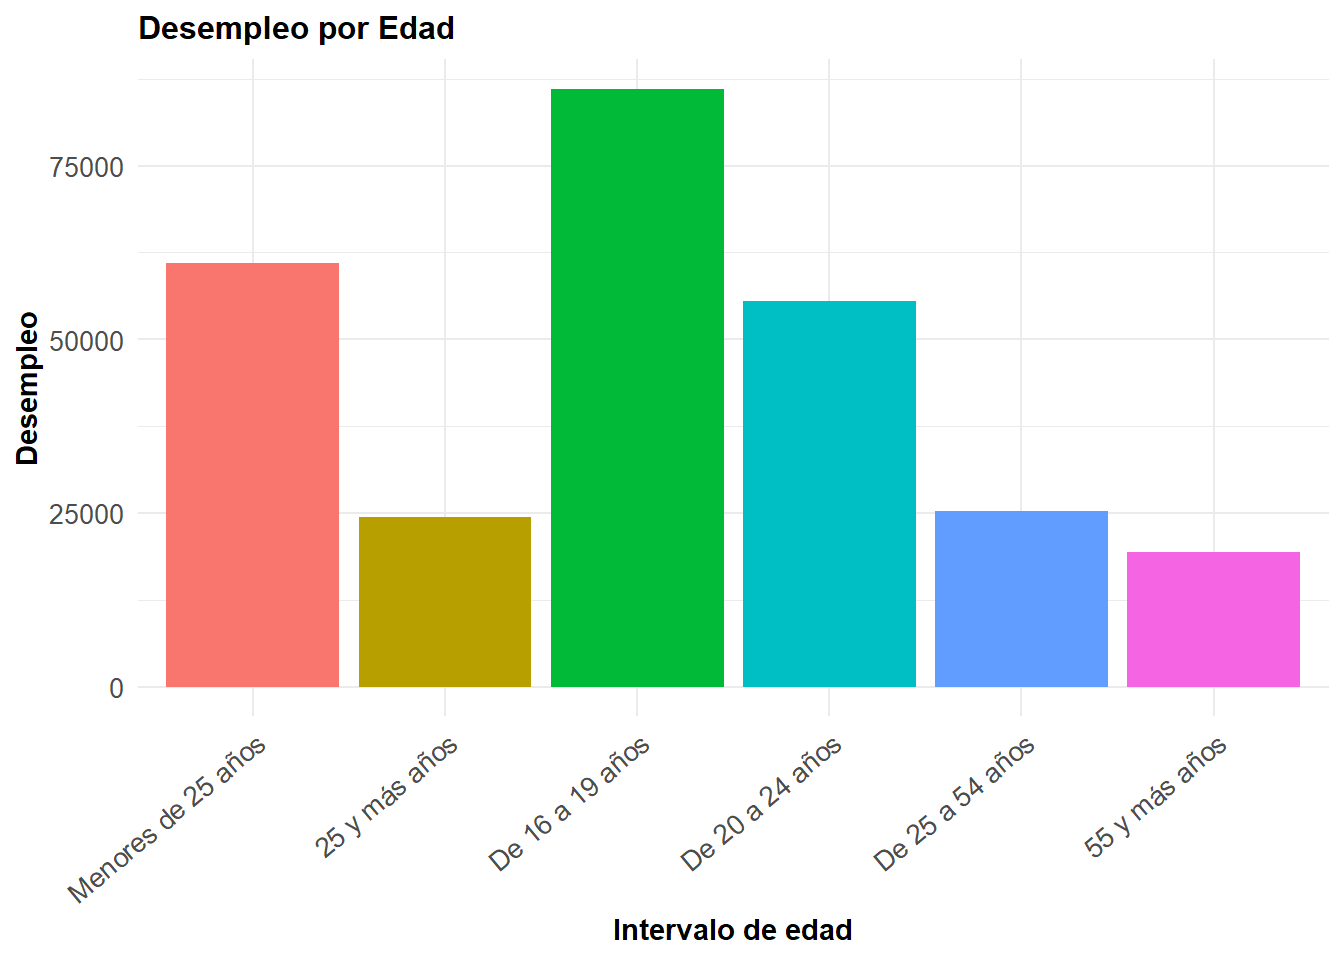 Desempleo por Edad
Desempleo
75000
50000
25000
0
Menores de 25 años
25 y más años
De 16 a 19 años
De 20 a 24 años
De 25 a 54 años
55 y más años
Intervalo de edad